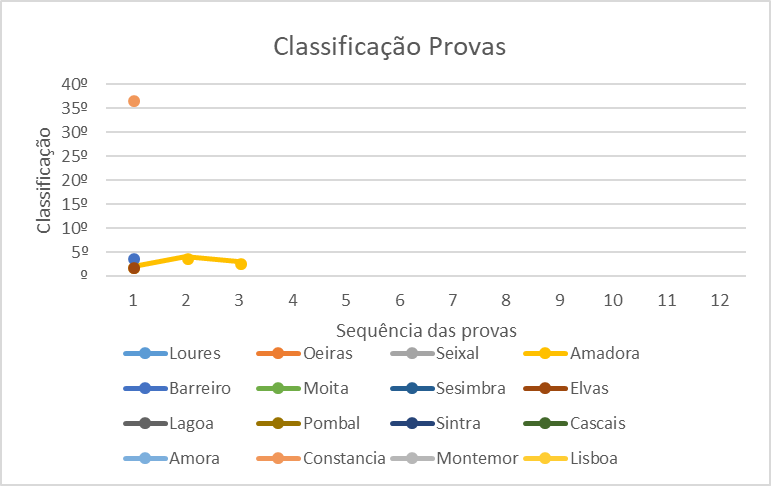 Classificação Provas
40º
35º
30º
25º
20º
15º
10º
5º
º
Classificação
1 2 3 4 5 6 7 8 9 10 11 12
Sequência das provas
Loures Oeiras Seixal Amadora
Barreiro Moita Sesimbra Elvas
Lagoa Pombal Sintra Cascais
Amora Constancia Montemor Lisboa